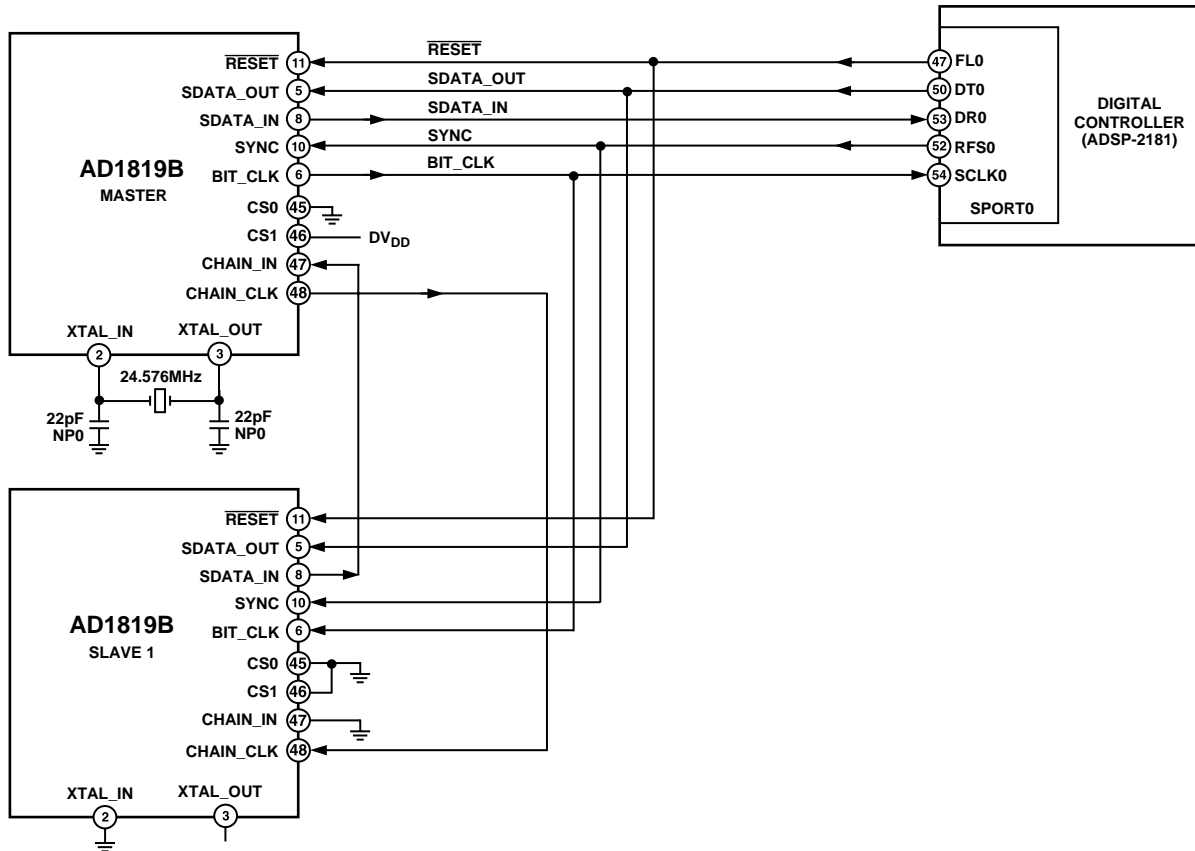 AD1819B
MASTER
RESET 11
SDATA_OUT 5
SDATA_IN 8
SYNC 10
BIT_CLK 6
CS0 45
CS1 46
DVDD
CHAIN_IN 47
CHAIN_CLK 48
XTAL_IN
XTAL_OUT
2
3
24.576MHz
22pF
NP0
22pF
NP0
RESET
SDATA_OUT
SDATA_IN
SYNC
BIT_CLK
47 FL0
50 DT0
53 DR0
52 RFS0
54 SCLK0
SPORT0
DIGITAL
CONTROLLER
(ADSP-2181)
AD1819B
SLAVE 1
RESET 11
SDATA_OUT 5
SDATA_IN 8
SYNC 10
BIT_CLK 6
CS0 45
CS1 46
CHAIN_IN 47
CHAIN_CLK 48
XTAL_IN
XTAL_OUT
2
3